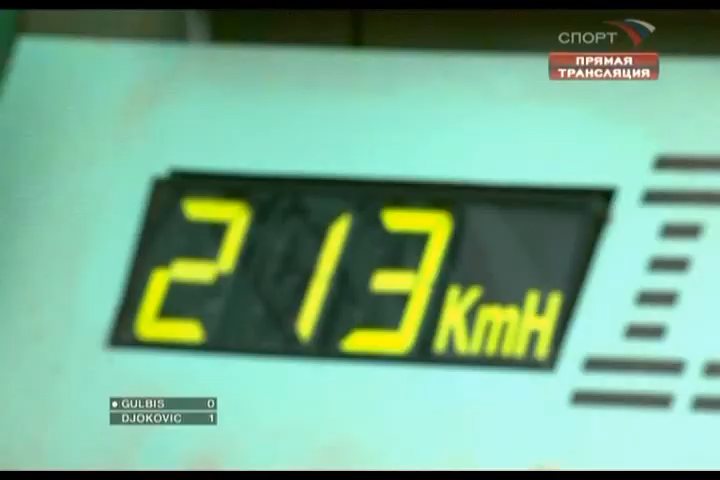 СПОРТ
ПРЯМАЯ
ТРАНСЛЯЦИЯ
213 KmH
GULBIS 0
DJOKOVIC 1